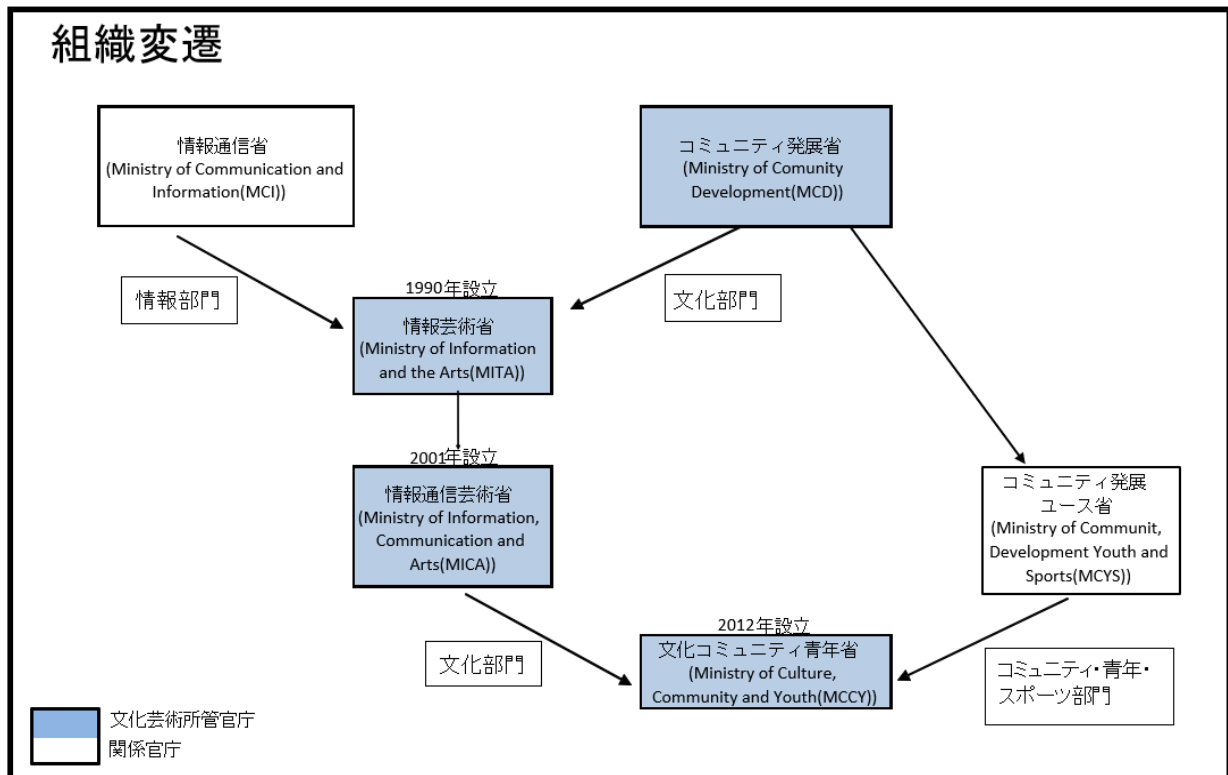 組織変遷
情報通信省
(Ministry of Communication and
Information(MCI))
コミュニティ発展省
(Ministry of Comunity
Development(MCD))
情報部門
文化部門
1990年設立
情報芸術省
(Ministry of Information
and the Arts(MITA))
2001年設立
情報通信芸術省
(Ministry of Information,
Communication and
Arts(MICA))
コミュニティ発展
ユース省
(Ministry of Communit,
Development Youth and
Sports(MCYS))
文化部門
2012年設立
文化コミュニティ青年省
(Ministry of Culture,
Community and Youth(MCCY))
コミュニティ・青年・
スポーツ部門
文化芸術所管官庁
関係官庁